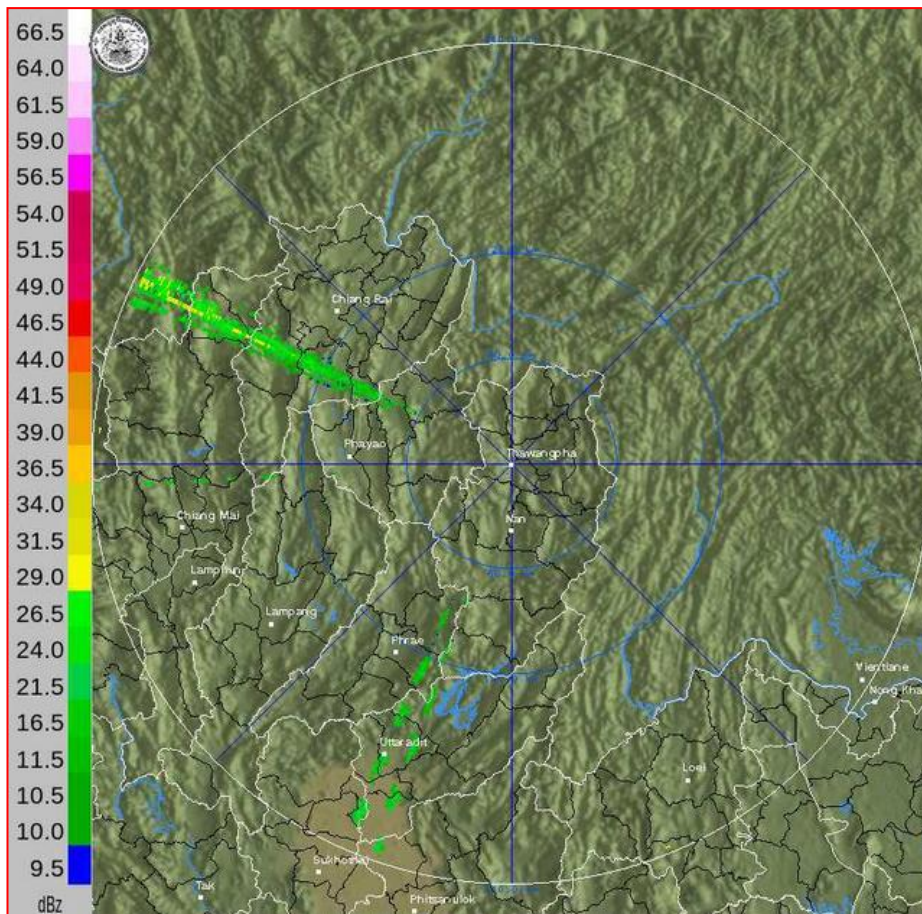 66.5
64.0
61.5
59.0
56.5
54.0
51.5
49.0
46.5
44.0
41.5
39.0
36.5
34.0
31.5
29.0
26.5
24.0
21.5
16.5
11.5
10.5
10.0
9.5
dBz
Chiang Rai
Phayao
Thawangpha
Chiang Mai
Nan
Lamphun
Lampang
Phrae
Vientiane
Nong Kha
Uttaradit
Loei
Sukhothai
Tak
Phitsanulok